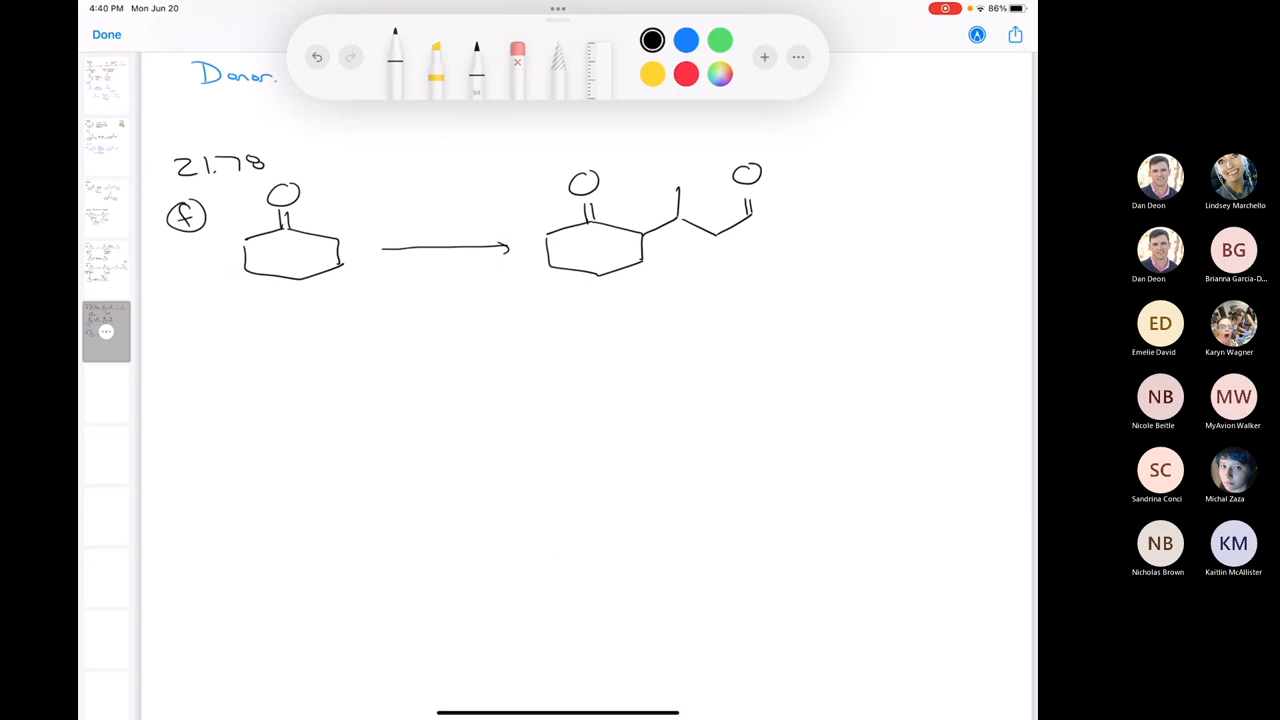 4:40 PM Mon Jun 20
86%
Done
Donor.
0.0
21.78
f
O
O
O
Dan Deon
Lindsey Marchello
Dan Deon
BG
Brianna Garcia-D...
ED
Emelie David
Karyn Wagner
NB
Nicole Beitle
MW
MyAvion Walker
SC
Sandrina Conci
Michal Zaza
NB
Nicholas Brown
KM
Kaitlin McAllister